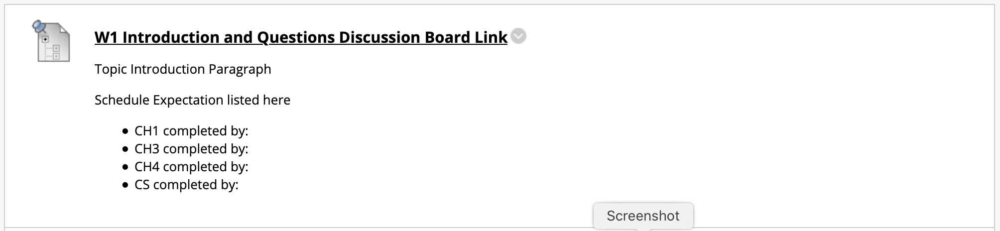 W1 Introduction and Questions Discussion Board Link
Topic Introduction Paragraph
Schedule Expectation listed here
• CH1 completed by:
• CH3 completed by:
• CH4 completed by:
• CS completed by:
Screenshot